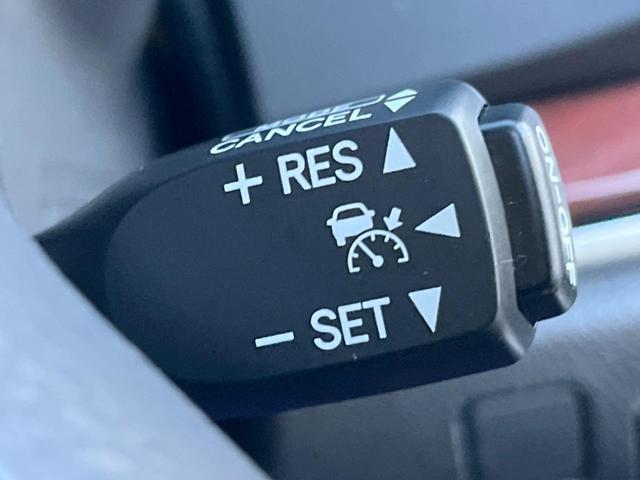 CANCEL
+ RES
- SET
ON-OFF